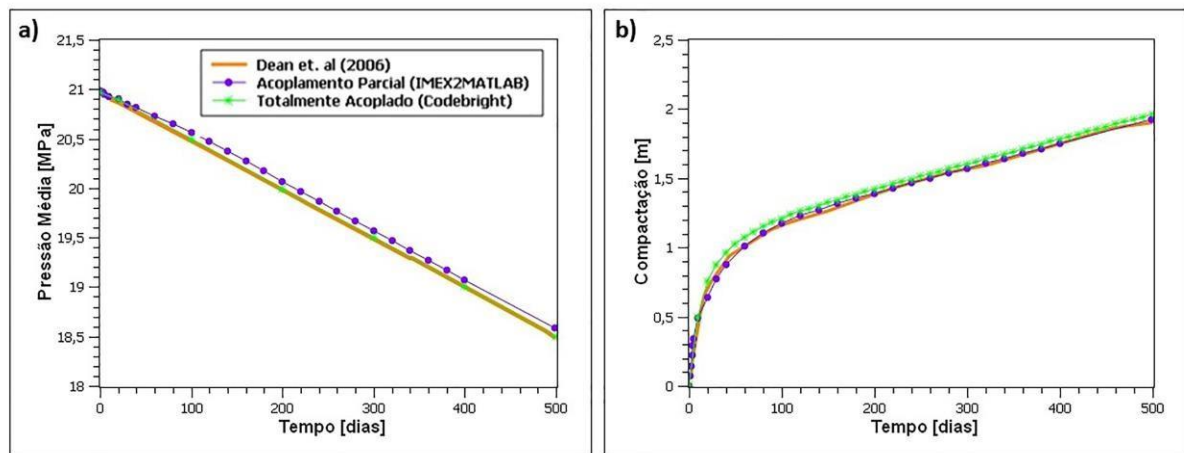 a)
21,5
21
20,5
20
19,5
19
18,5
18
Pressão Média [MPa]
Dean et. al (2006)
Acoplamento Parcial (IMEX2MATLAB)
Totalmente Acoplado (Codebright)
0 100 200 300 400 500
Tempo [dias]
b)
2,5
2
1,5
1
0,5
0
Compactação [m]
0 100 200 300 400 500
Tempo [dias]